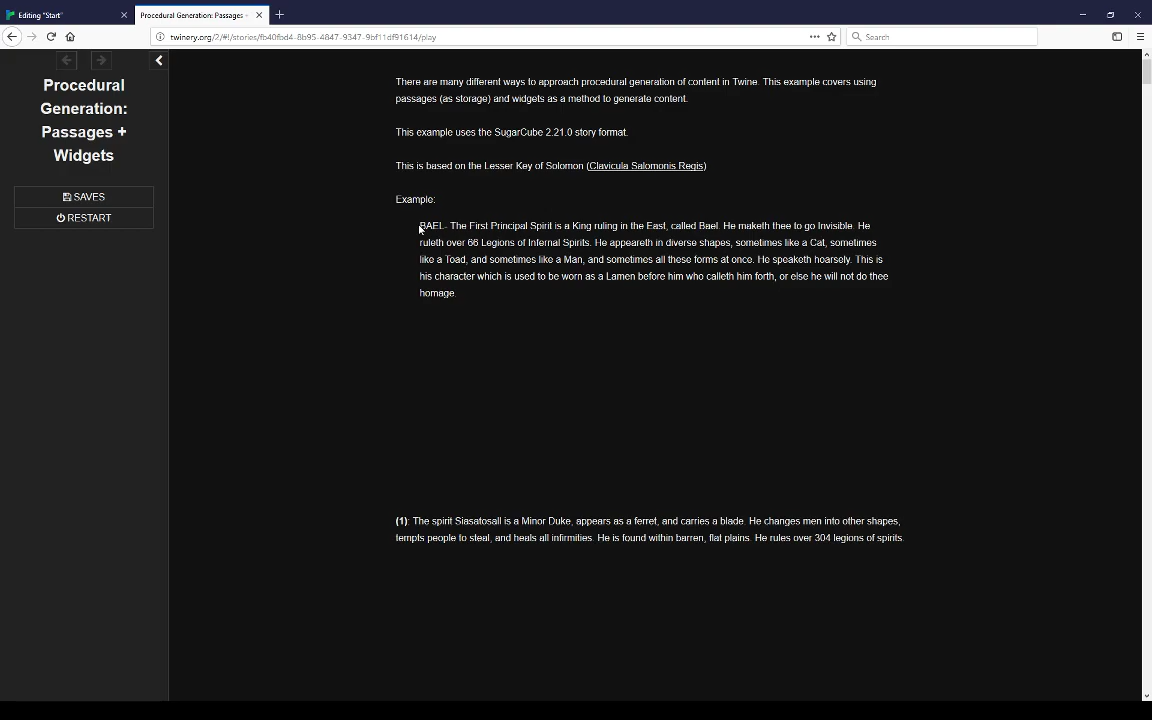 Editing "Start"
Procedural Generation: Passages -
twinery.org/2/#!/stories/fb40fbd4-8b95-4847-9347-9bf11df91614/play
Search
Procedural
Generation:
Passages +
Widgets
SAVES
RESTART
There are many different ways to approach procedural generation of content in Twine. This example covers using
passages (as storage) and widgets as a method to generate content.
This example uses the SugarCube 2.21.0 story format.
This is based on the Lesser Key of Solomon (Clavicula Salomonis Regis)
Example:
BAEL- The First Principal Spirit is a King ruling in the East, called Bael. He maketh thee to go Invisible. He
ruleth over 66 Legions of Infernal Spirits. He appeareth in diverse shapes, sometimes like a Cat, sometimes
like a Toad, and sometimes like a Man, and sometimes all these forms at once. He speaketh hoarsely. This is
his character which is used to be worn as a Lamen before him who calleth him forth, or else he will not do thee
homage.
(1): The spirit Siasatosall is a Minor Duke, appears as a ferret, and carries a blade. He changes men into other shapes,
tempts people to steal, and heals all infirmities. He is found within barren, flat plains. He rules over 304 legions of spirits.